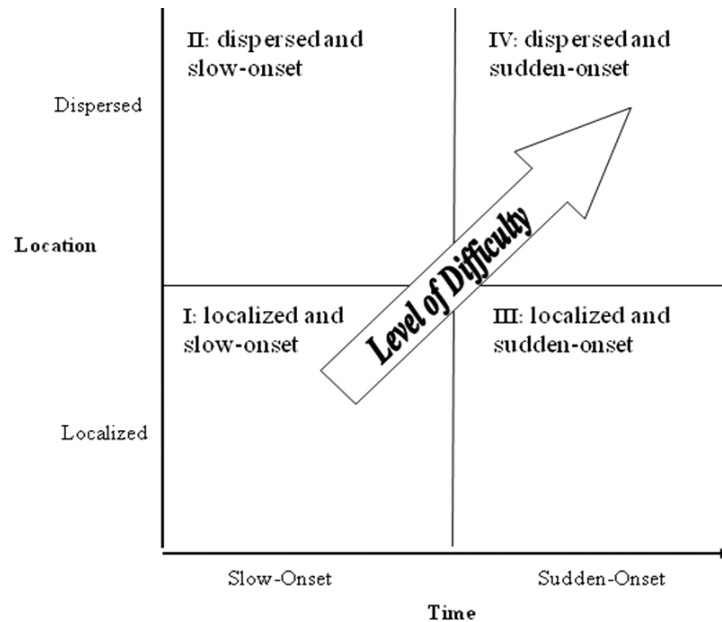 II: dispersed and
slow-onset
IV: dispersed and
sudden-onset
Dispersed
Location
Level of Difficulty
I: localized and
slow-onset
III: localized and
sudden-onset
Localized
Slow-Onset
Sudden-Onset
Time